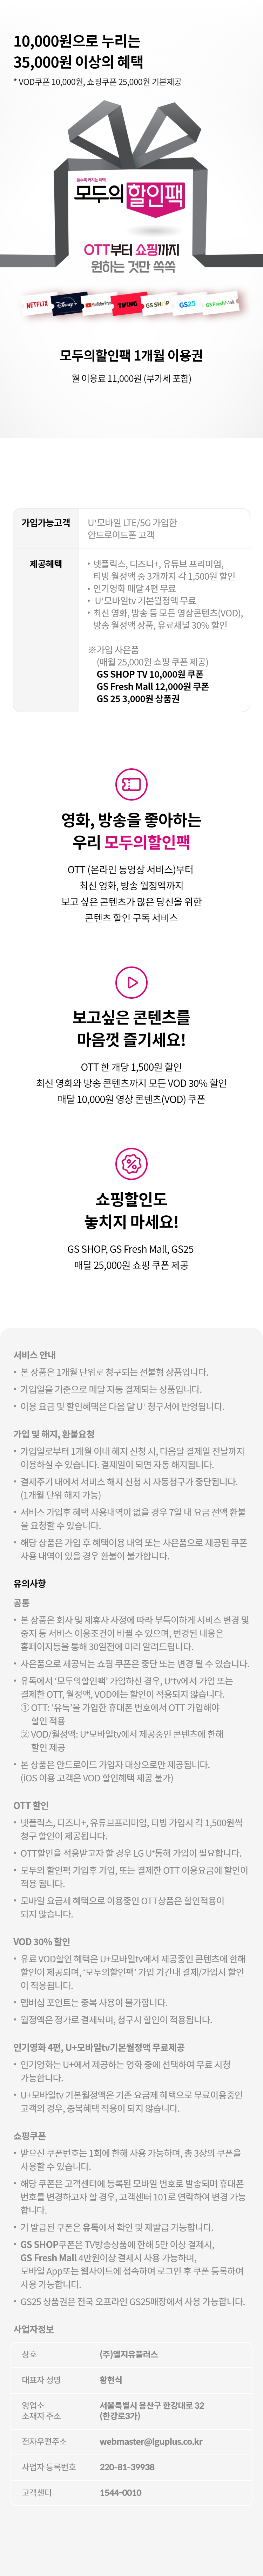 10,000원으로 누리는
35,000원 이상의 혜택
* VOD쿠폰 10,000원, 쇼핑쿠폰 25,000원 기본제공
모두의할인팩
OTT부터 쇼핑까지
원하는 것만 쏙쏙
NETFLIX Disney+ YouTube Premium TVING GS SHOP GS25 GS Fresh Mall
모두의할인팩 1개월 이용권
월 이용료 11,000원 (부가세 포함)
가입가능고객
U+모바일 LTE/5G 가입한
안드로이드폰 고객
제공혜택
• 넷플릭스, 디즈니+, 유튜브 프리미엄,
티빙 월정액 중 3개까지 각 1,500원 할인
• 인기영화 매달 4편 무료
• U+모바일tv 기본월정액 무료
• 최신 영화, 방송 등 모든 영상콘텐츠(VOD),
방송 월정액 상품, 유료채널 30% 할인
※가입 사은품
(매월 25,000원 쇼핑 쿠폰 제공)
GS SHOP TV 10,000원 쿠폰
GS Fresh Mall 12,000원 쿠폰
GS 25 3,000원 상품권
영화, 방송을 좋아하는
우리 모두의할인팩
OTT (온라인 동영상 서비스)부터
최신 영화, 방송 월정액까지
보고 싶은 콘텐츠가 많은 당신을 위한
콘텐츠 할인 구독 서비스
보고싶은 콘텐츠를
마음껏 즐기세요!
OTT 한 개당 1,500원 할인
최신 영화와 방송 콘텐츠까지 모든 VOD 30% 할인
매달 10,000원 영상 콘텐츠(VOD) 쿠폰
쇼핑할인도
놓치지 마세요!
GS SHOP, GS Fresh Mall, GS25
매달 25,000원 쇼핑 쿠폰 제공
서비스 안내
• 본 상품은 1개월 단위로 청구되는 선불형 상품입니다.
• 가입일을 기준으로 매달 자동 결제되는 상품입니다.
• 이용 요금 및 할인혜택은 다음 달 U+ 청구서에 반영됩니다.
가입 및 해지, 환불요청
• 가입일로부터 1개월 이내 해지 신청 시, 다음달 결제일 전날까지
이용하실 수 있습니다. 결제일이 되면 자동 해지됩니다.
• 결제주기 내에서 서비스 해지 신청 시 자동청구가 중단됩니다.
(1개월 단위 해지 가능)
• 서비스 가입후 혜택 사용내역이 없을 경우 7일 내 요금 전액 환불
을 요청할 수 있습니다.
• 해당 상품은 가입 후 혜택이용 내역 또는 사은품으로 제공된 쿠폰
사용 내역이 있을 경우 환불이 불가합니다.
유의사항
공통
• 본 상품은 회사 및 제휴사 사정에 따라 부득이하게 서비스 변경 및
중지 등 서비스 이용조건이 바뀔 수 있으며, 변경된 내용은
홈페이지등을 통해 30일전에 미리 알려드립니다.
• 사은품으로 제공되는 쇼핑 쿠폰은 중단 또는 변경 될 수 있습니다.
• 유독에서 '모두의할인팩' 가입하신 경우, U+tv에서 가입 또는
결제한 OTT, 월정액, VOD에는 할인이 적용되지 않습니다.
① OTT: '유독'을 가입한 휴대폰 번호에서 OTT 가입해야
할인 적용
② VOD/월정액: U+모바일tv에서 제공중인 콘텐츠에 한해
할인 제공
• 본 상품은 안드로이드 가입자 대상으로만 제공됩니다.
(iOS 이용 고객은 VOD 할인혜택 제공 불가)
OTT 할인
• 넷플릭스, 디즈니+, 유튜브프리미엄, 티빙 가입시 각 1,500원씩
청구 할인이 제공됩니다.
• OTT할인을 적용받고자 할 경우 LG U+통해 가입이 필요합니다.
• 모두의 할인팩 가입후 가입, 또는 결제한 OTT 이용요금에 할인이
적용 됩니다.
• 모바일 요금제 혜택으로 이용중인 OTT상품은 할인적용이
되지 않습니다.
VOD 30% 할인
• 유료 VOD할인 혜택은 U+모바일tv에서 제공중인 콘텐츠에 한해
할인이 제공되며, '모두의할인팩' 가입 기간내 결제/가입시 할인
이 적용됩니다.
• 멤버십 포인트는 중복 사용이 불가합니다.
• 월정액은 정가로 결제되며, 청구시 할인이 적용됩니다.
인기영화 4편, U+모바일tv기본월정액 무료제공
• 인기영화는 U+에서 제공하는 영화 중에 선택하여 무료 시청
가능합니다.
• U+모바일tv 기본월정액은 기존 요금제 혜택으로 무료이용중인
고객의 경우, 중복혜택 적용이 되지 않습니다.
쇼핑쿠폰
• 받으신 쿠폰번호는 1회에 한해 사용 가능하며, 총 3장의 쿠폰을
사용할 수 있습니다.
• 해당 쿠폰은 고객센터에 등록된 모바일 번호로 발송되며 휴대폰
번호를 변경하고자 할 경우, 고객센터 101로 연락하여 변경 가능
합니다.
• 기 발급된 쿠폰은 유독에서 확인 및 재발급 가능합니다.
• GS SHOP쿠폰은 TV방송상품에 한해 5만 이상 결제시,
GS Fresh Mall 4만원이상 결제시 사용 가능하며,
모바일 App또는 웹사이트에 접속하여 로그인 후 쿠폰 등록하여
사용 가능합니다.
• GS25 상품권은 전국 오프라인 GS25매장에서 사용 가능합니다.
사업자정보
상호 (주)엘지유플러스
대표자 성명 황현식
영업소
소재지 주소
서울특별시 용산구 한강대로 32
(한강로3가)
전자우편주소 webmaster@lguplus.co.kr
사업자 등록번호 220-81-39938
고객센터 1544-0010